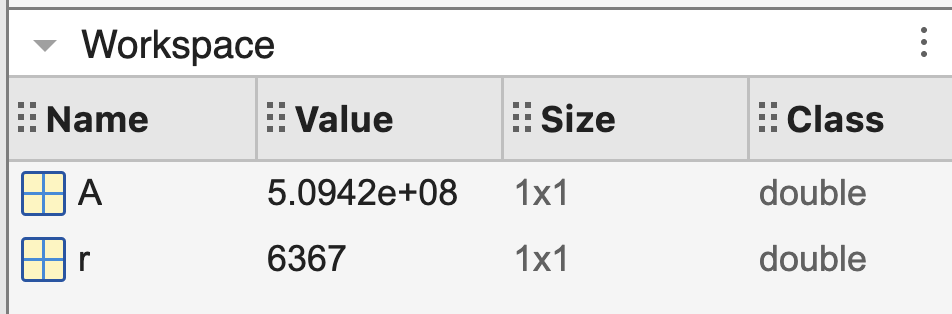 Workspace
Name Value Size Class
A 5.0942e+08 1x1 double
r 6367 1x1 double